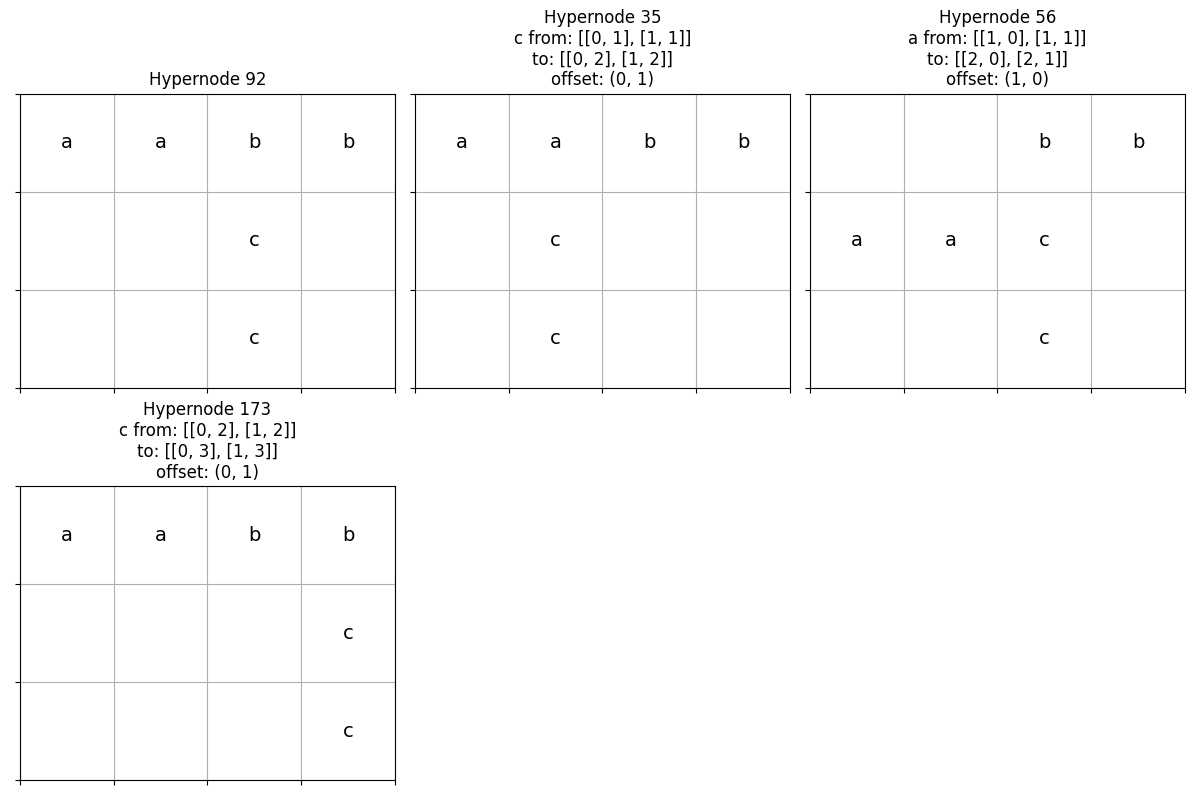 Hypernode 92
a a b b
c
c
Hypernode 35
c from: [[0, 1], [1, 1]]
to: [[0, 2], [1, 2]]
offset: (0, 1)
a a b b
c
c
Hypernode 56
a from: [[1, 0], [1, 1]]
to: [[2, 0], [2, 1]]
offset: (1, 0)
b b
a a c
c
Hypernode 173
c from: [[0, 2], [1, 2]]
to: [[0, 3], [1, 3]]
offset: (0, 1)
a a b b
c
c